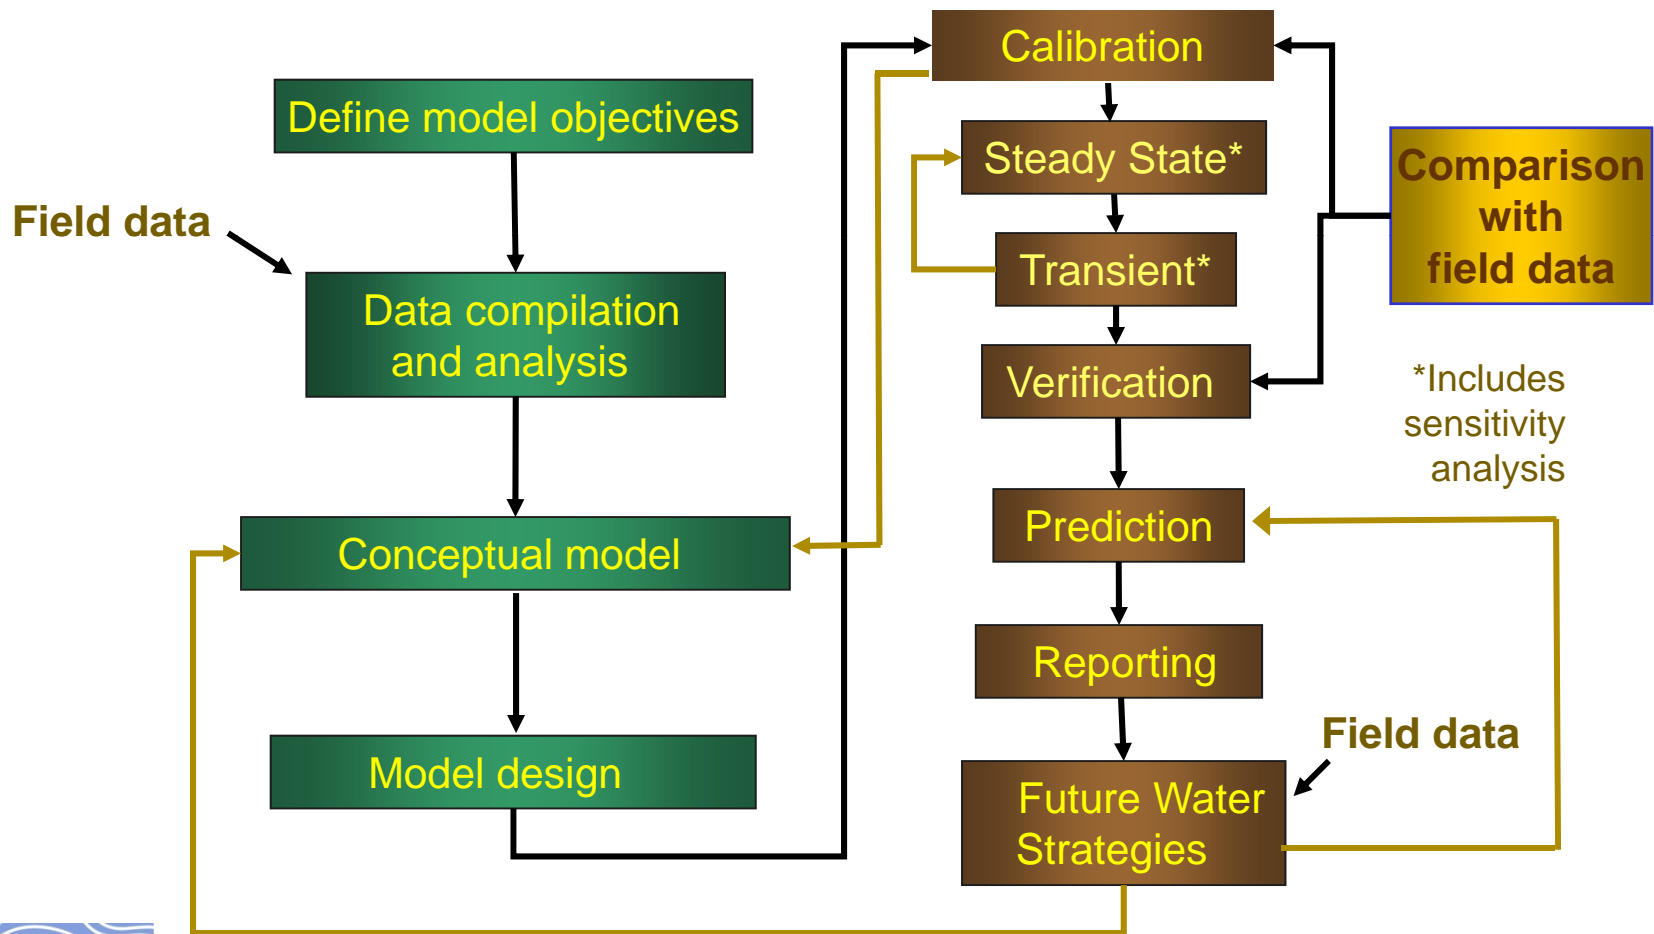 Define model objectives
Field data
Data compilation
and analysis
Conceptual model
Model design
Calibration
Steady State*
Transient*
Verification
Prediction
Reporting
Future Water
Strategies
Comparison
with
field data
*Includes
sensitivity
analysis
Field data